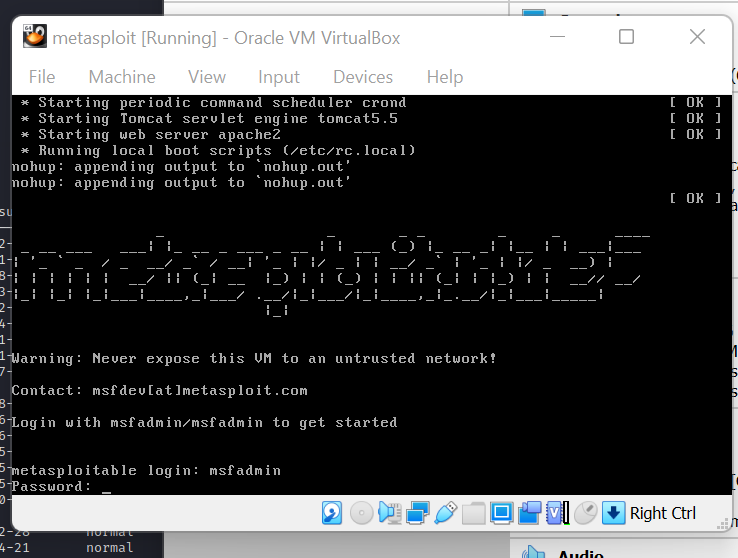 metasploit [Running] - Oracle VM VirtualBox
File Machine View Input Devices Help
* Starting periodic command scheduler crond [ OK ]
* Starting Tomcat servlet engine tomcat5.5 [ OK ]
* Starting web server apache2 [ OK ]
* Running local boot scripts (/etc/rc.local)
nohup: appending output to `nohup.out'
nohup: appending output to `nohup.out'
[ OK ]
metasploitable2
Warning: Never expose this VM to an untrusted network!
Contact: msfdev[at]metasploit.com
Login with msfadmin/msfadmin to get started
metasploitable login: msfadmin
Password: _
Right Ctrl
normal
4-21 normal
Audio